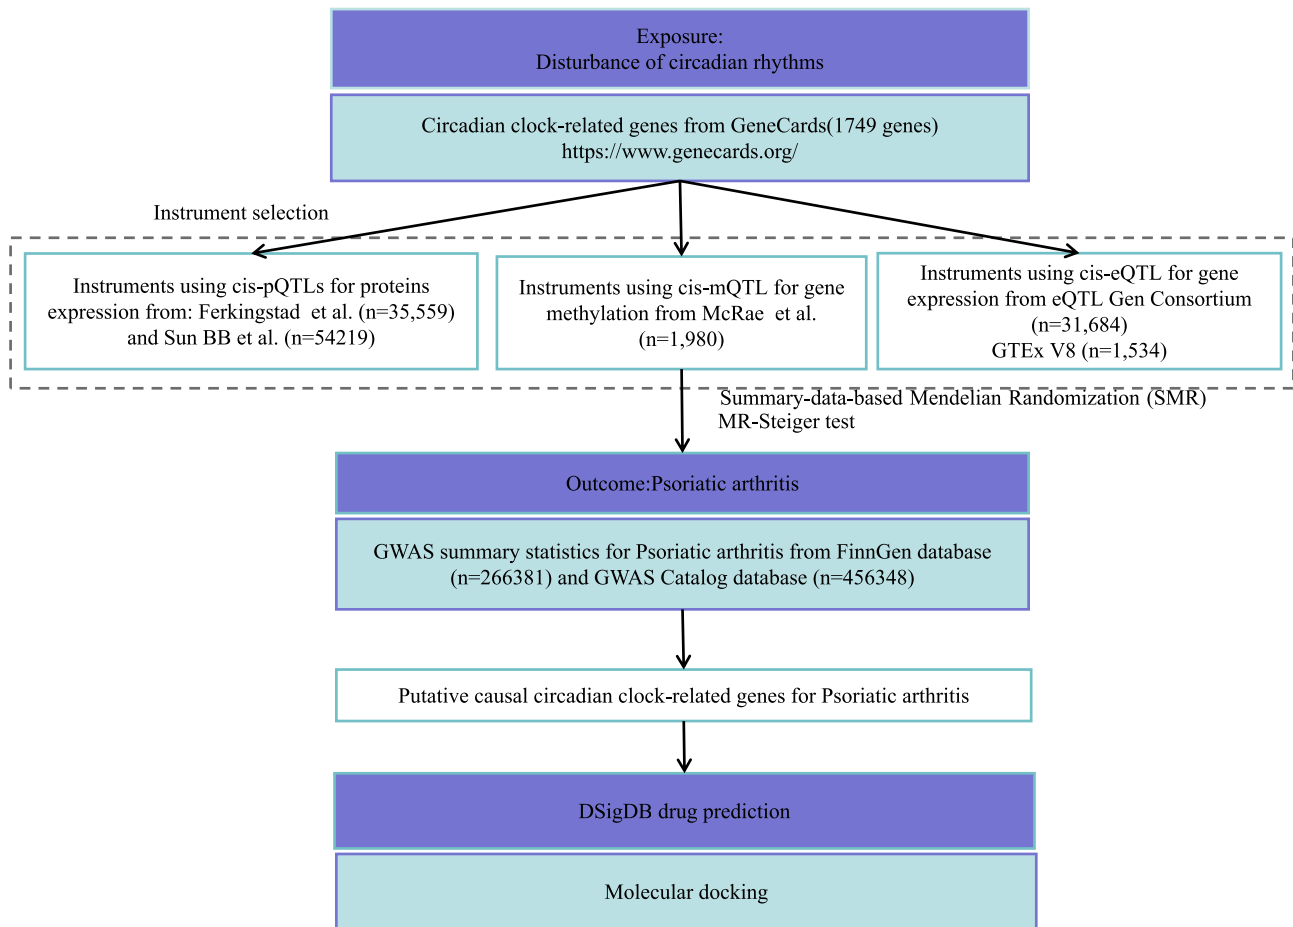 Exposure:
Disturbance of circadian rhythms
Circadian clock-related genes from GeneCards(1749 genes)
https://www.genecards.org/
Instrument selection
Instruments using cis-pQTLs for proteins
expression from: Ferkingstad et al. (n=35,559)
and Sun BB et al. (n=54219)
Instruments using cis-mQTL for gene
methylation from McRae et al.
(n=1,980)
Instruments using cis-eQTL for gene
expression from eQTL Gen Consortium
(n=31,684)
GTEx V8 (n=1,534)
Summary-data-based Mendelian Randomization (SMR)
MR-Steiger test
Outcome:Psoriatic arthritis
GWAS summary statistics for Psoriatic arthritis from FinnGen database
(n=266381) and GWAS Catalog database (n=456348)
Putative causal circadian clock-related genes for Psoriatic arthritis
DSigDB drug prediction
Molecular docking